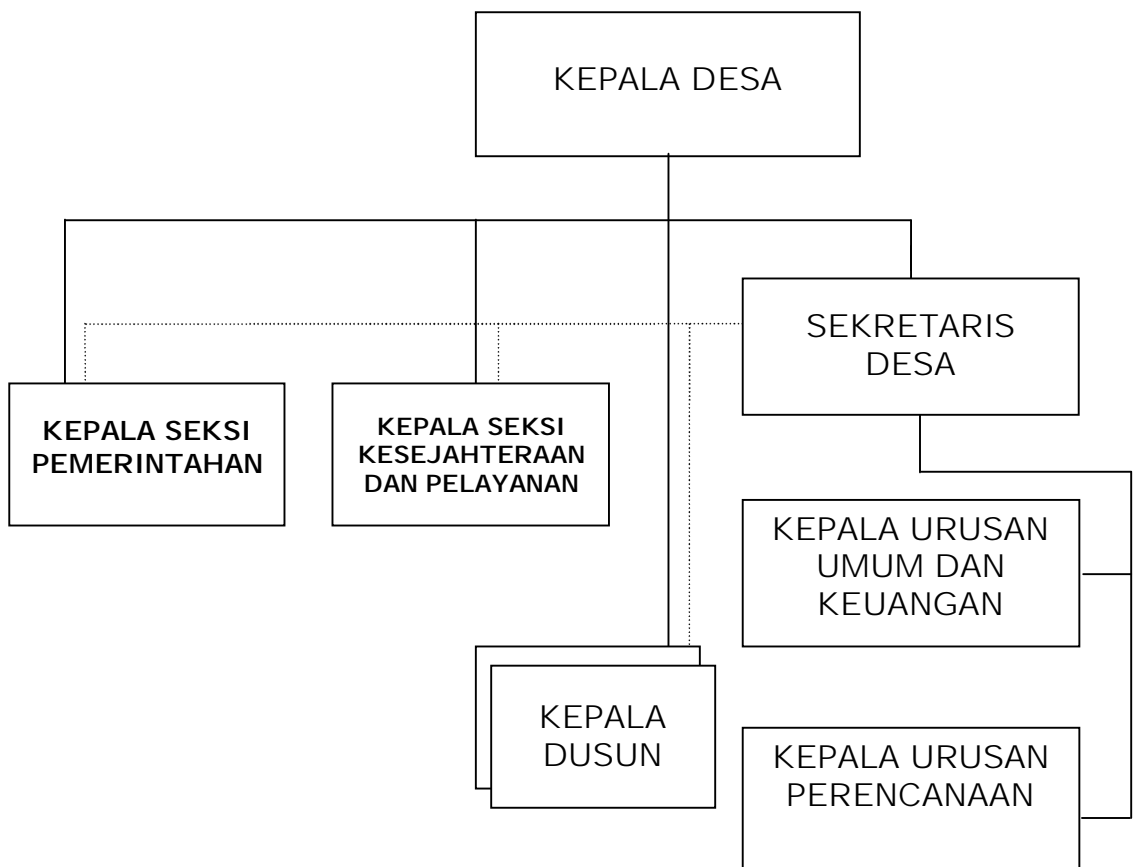 KEPALA DESA
SEKRETARIS
DESA
KEPALA SEKSI
PEMERINTAHAN
KEPALA SEKSI
KESEJAHTERAAN
DAN PELAYANAN
KEPALA URUSAN
UMUM DAN
KEUANGAN
KEPALA
DUSUN
KEPALA URUSAN
PERENCANAAN